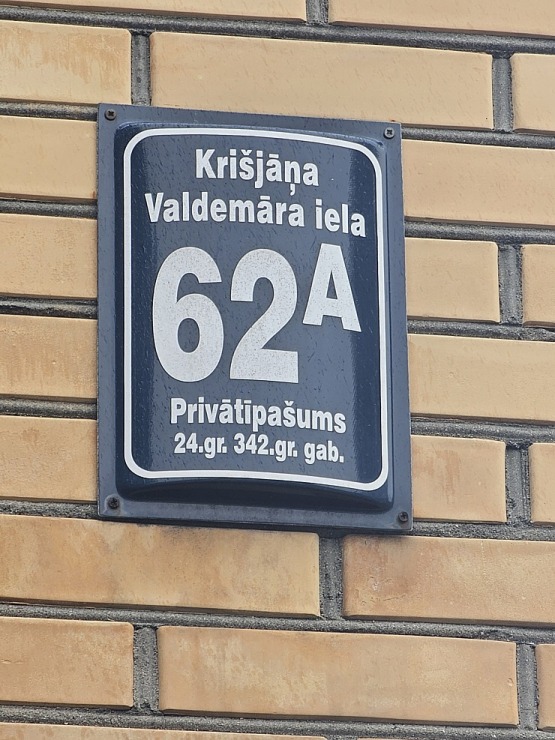 Krišjāņa
Valdemāra iela
62A
Privātīpašums
24.gr. 342.gr. gab.